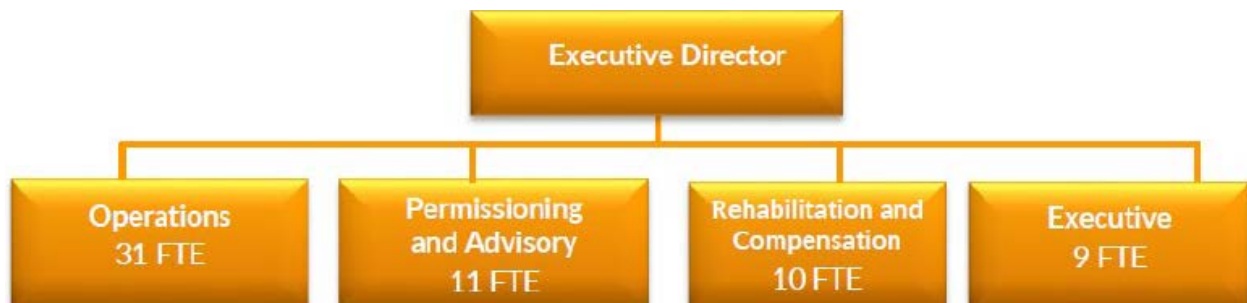 Executive Director
Operations
31 FTE
Permissioning
and Advisory
11 FTE
Rehabilitation and
Compensation
10 FTE
Executive
9 FTE